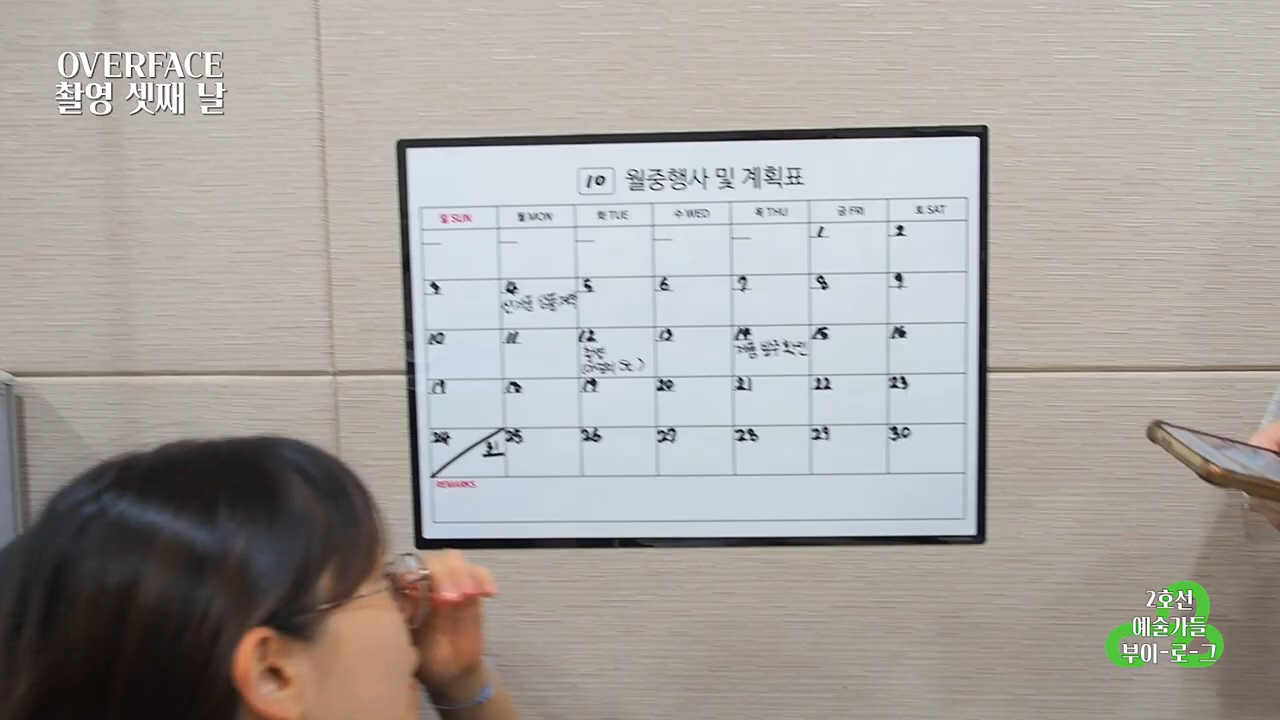 OVERFACE
촬영 셋째 날
10 월중행사 및 계획표
일 SUN 월 MON 화 TUE 수 WED 목 THU 금 FRI 토 SAT
1 2
3 4 5 6 7 8 9
10 11 12 13 14 15 16
17 18 19 20 21 22 23
24 31 25 26 27 28 29 30
REMARKS
2호선
예술가들
부이-로-그